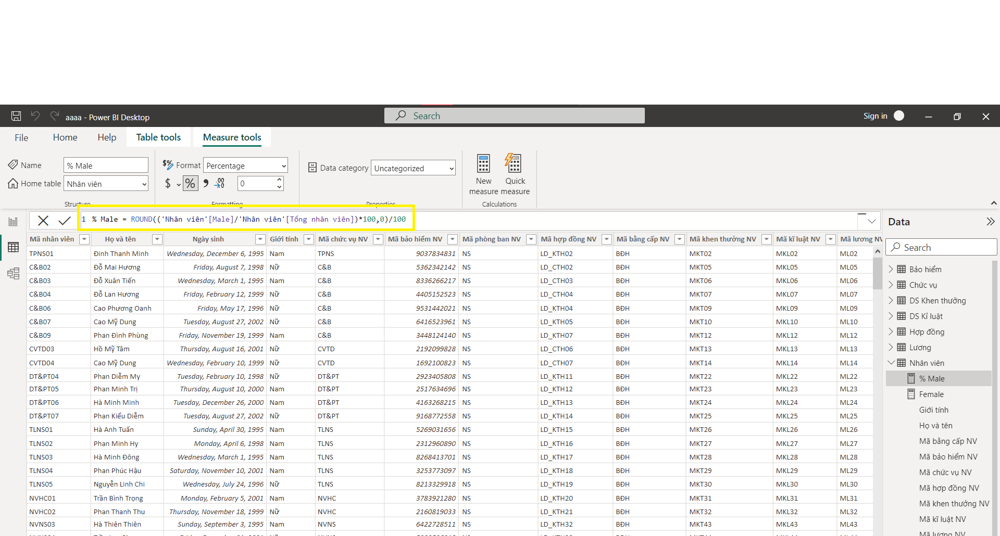 aaaa - Power BI Desktop
Search
Sign in
File Home Help Table tools Measure tools
Name % Male
Home table Nhân viên
Structure
Format Percentage
$ % 0
Formatting
Data category Uncategorized
Properties
New measure
Quick measure
Calculations
1 % Male = ROUND(('Nhân viên'[Male]/'Nhân viên'[Tổng nhân viên])*100,0)/100
Mã nhân viên Họ và tên Ngày sinh Giới tính Mã chức vụ NV Mã bảo hiểm NV Mã phòng ban NV Mã hợp đồng NV Mã bằng cấp NV Mã khen thưởng NV Mã kĩ luật NV Mã lương NV
TPNS01 Đinh Thanh Minh Wednesday, December 6, 1995 Nam TPNS 9037834831 NS LD_KTH02 BĐH MKT02 MKL02 ML02
C&B02 Đỗ Mai Hương Friday, August 7, 1998 Nữ C&B 5362342142 NS LD_CTH02 BĐH MKT05 MKL05 ML05
C&B03 Đỗ Xuân Tiến Wednesday, March 1, 1995 Nam C&B 8336266217 NS LD_CTH03 BĐH MKT06 MKL06 ML06
C&B04 Đỗ Lan Hương Friday, February 12, 1999 Nữ C&B 4405152523 NS LD_CTH04 BĐH MKT07 MKL07 ML07
C&B06 Cao Phương Oanh Friday, May 17, 1996 Nữ C&B 9531442021 NS LD_KTH04 BĐH MKT09 MKL09 ML09
C&B07 Cao Mỹ Dung Tuesday, August 27, 2002 Nữ C&B 6416523961 NS LD_KTH05 BĐH MKT10 MKL10 ML10
C&B09 Phan Đình Phùng Friday, November 19, 1999 Nam C&B 3448124140 NS LD_KTH07 BĐH MKT12 MKL12 ML12
CVTD03 Hồ Mỹ Tâm Thursday, August 16, 2001 Nữ CVTD 2192099828 NS LD_CTH06 BĐH MKT13 MKL13 ML13
CVTD04 Cao Mỹ Dung Wednesday, February 10, 1999 Nữ CVTD 1692100823 NS LD_CTH07 BĐH MKT14 MKL14 ML14
DT&PT04 Phan Diễm My Tuesday, February 10, 1998 Nữ DT&PT 2923405808 NS LD_KTH11 BĐH MKT22 MKL22 ML22
DT&PT05 Phan Minh Trị Thursday, August 10, 2000 Nam DT&PT 2517634696 NS LD_KTH12 BĐH MKT23 MKL23 ML23
DT&PT06 Hà Minh Minh Tuesday, December 26, 2000 Nam DT&PT 4163268215 NS LD_KTH13 BĐH MKT24 MKL24 ML24
DT&PT07 Phan Kiểu Diễm Tuesday, August 27, 2002 Nữ DT&PT 9168772558 NS LD_KTH14 BĐH MKT25 MKL25 ML25
TLNS01 Hà Anh Tuấn Sunday, April 30, 1995 Nam TLNS 5269031656 NS LD_KTH15 BĐH MKT26 MKL26 ML26
TLNS02 Phan Minh Hy Monday, April 6, 1998 Nam TLNS 2312960890 NS LD_KTH16 BĐH MKT27 MKL27 ML27
TLNS03 Hà Minh Đông Wednesday, March 1, 1995 Nam TLNS 8268413701 NS LD_KTH17 BĐH MKT28 MKL28 ML28
TLNS04 Phan Phúc Hậu Saturday, November 10, 2001 Nam TLNS 3253773097 NS LD_KTH18 BĐH MKT29 MKL29 ML29
TLNS05 Nguyễn Linh Chi Wednesday, July 24, 1996 Nữ TLNS 8213329918 NS LD_KTH19 BĐH MKT30 MKL30 ML30
NVHC01 Trần Bình Trọng Monday, February 5, 2001 Nam NVHC 3783921280 NS LD_KTH20 BĐH MKT31 MKL31 ML31
NVHC02 Phan Thanh Thu Thursday, November 18, 1999 Nữ NVHC 2160819033 NS LD_KTH21 BĐH MKT32 MKL32 ML32
NVNS03 Hà Thiên Thiên Sunday, September 3, 1995 Nam NVNS 6422728511 NS LD_KTH32 BĐH MKT43 MKL43 ML43
Data
Search
Bảo hiểm
Chức vụ
DS Khen thưởng
DS Kỉ luật
Hợp đồng
Lương
Nhân viên
% Male
Female
Giới tính
Họ và tên
Mã bằng cấp NV
Mã bảo hiểm NV
Mã chức vụ NV
Mã hợp đồng NV
Mã khen thưởng NV
Mã kĩ luật NV
Mã lương NV